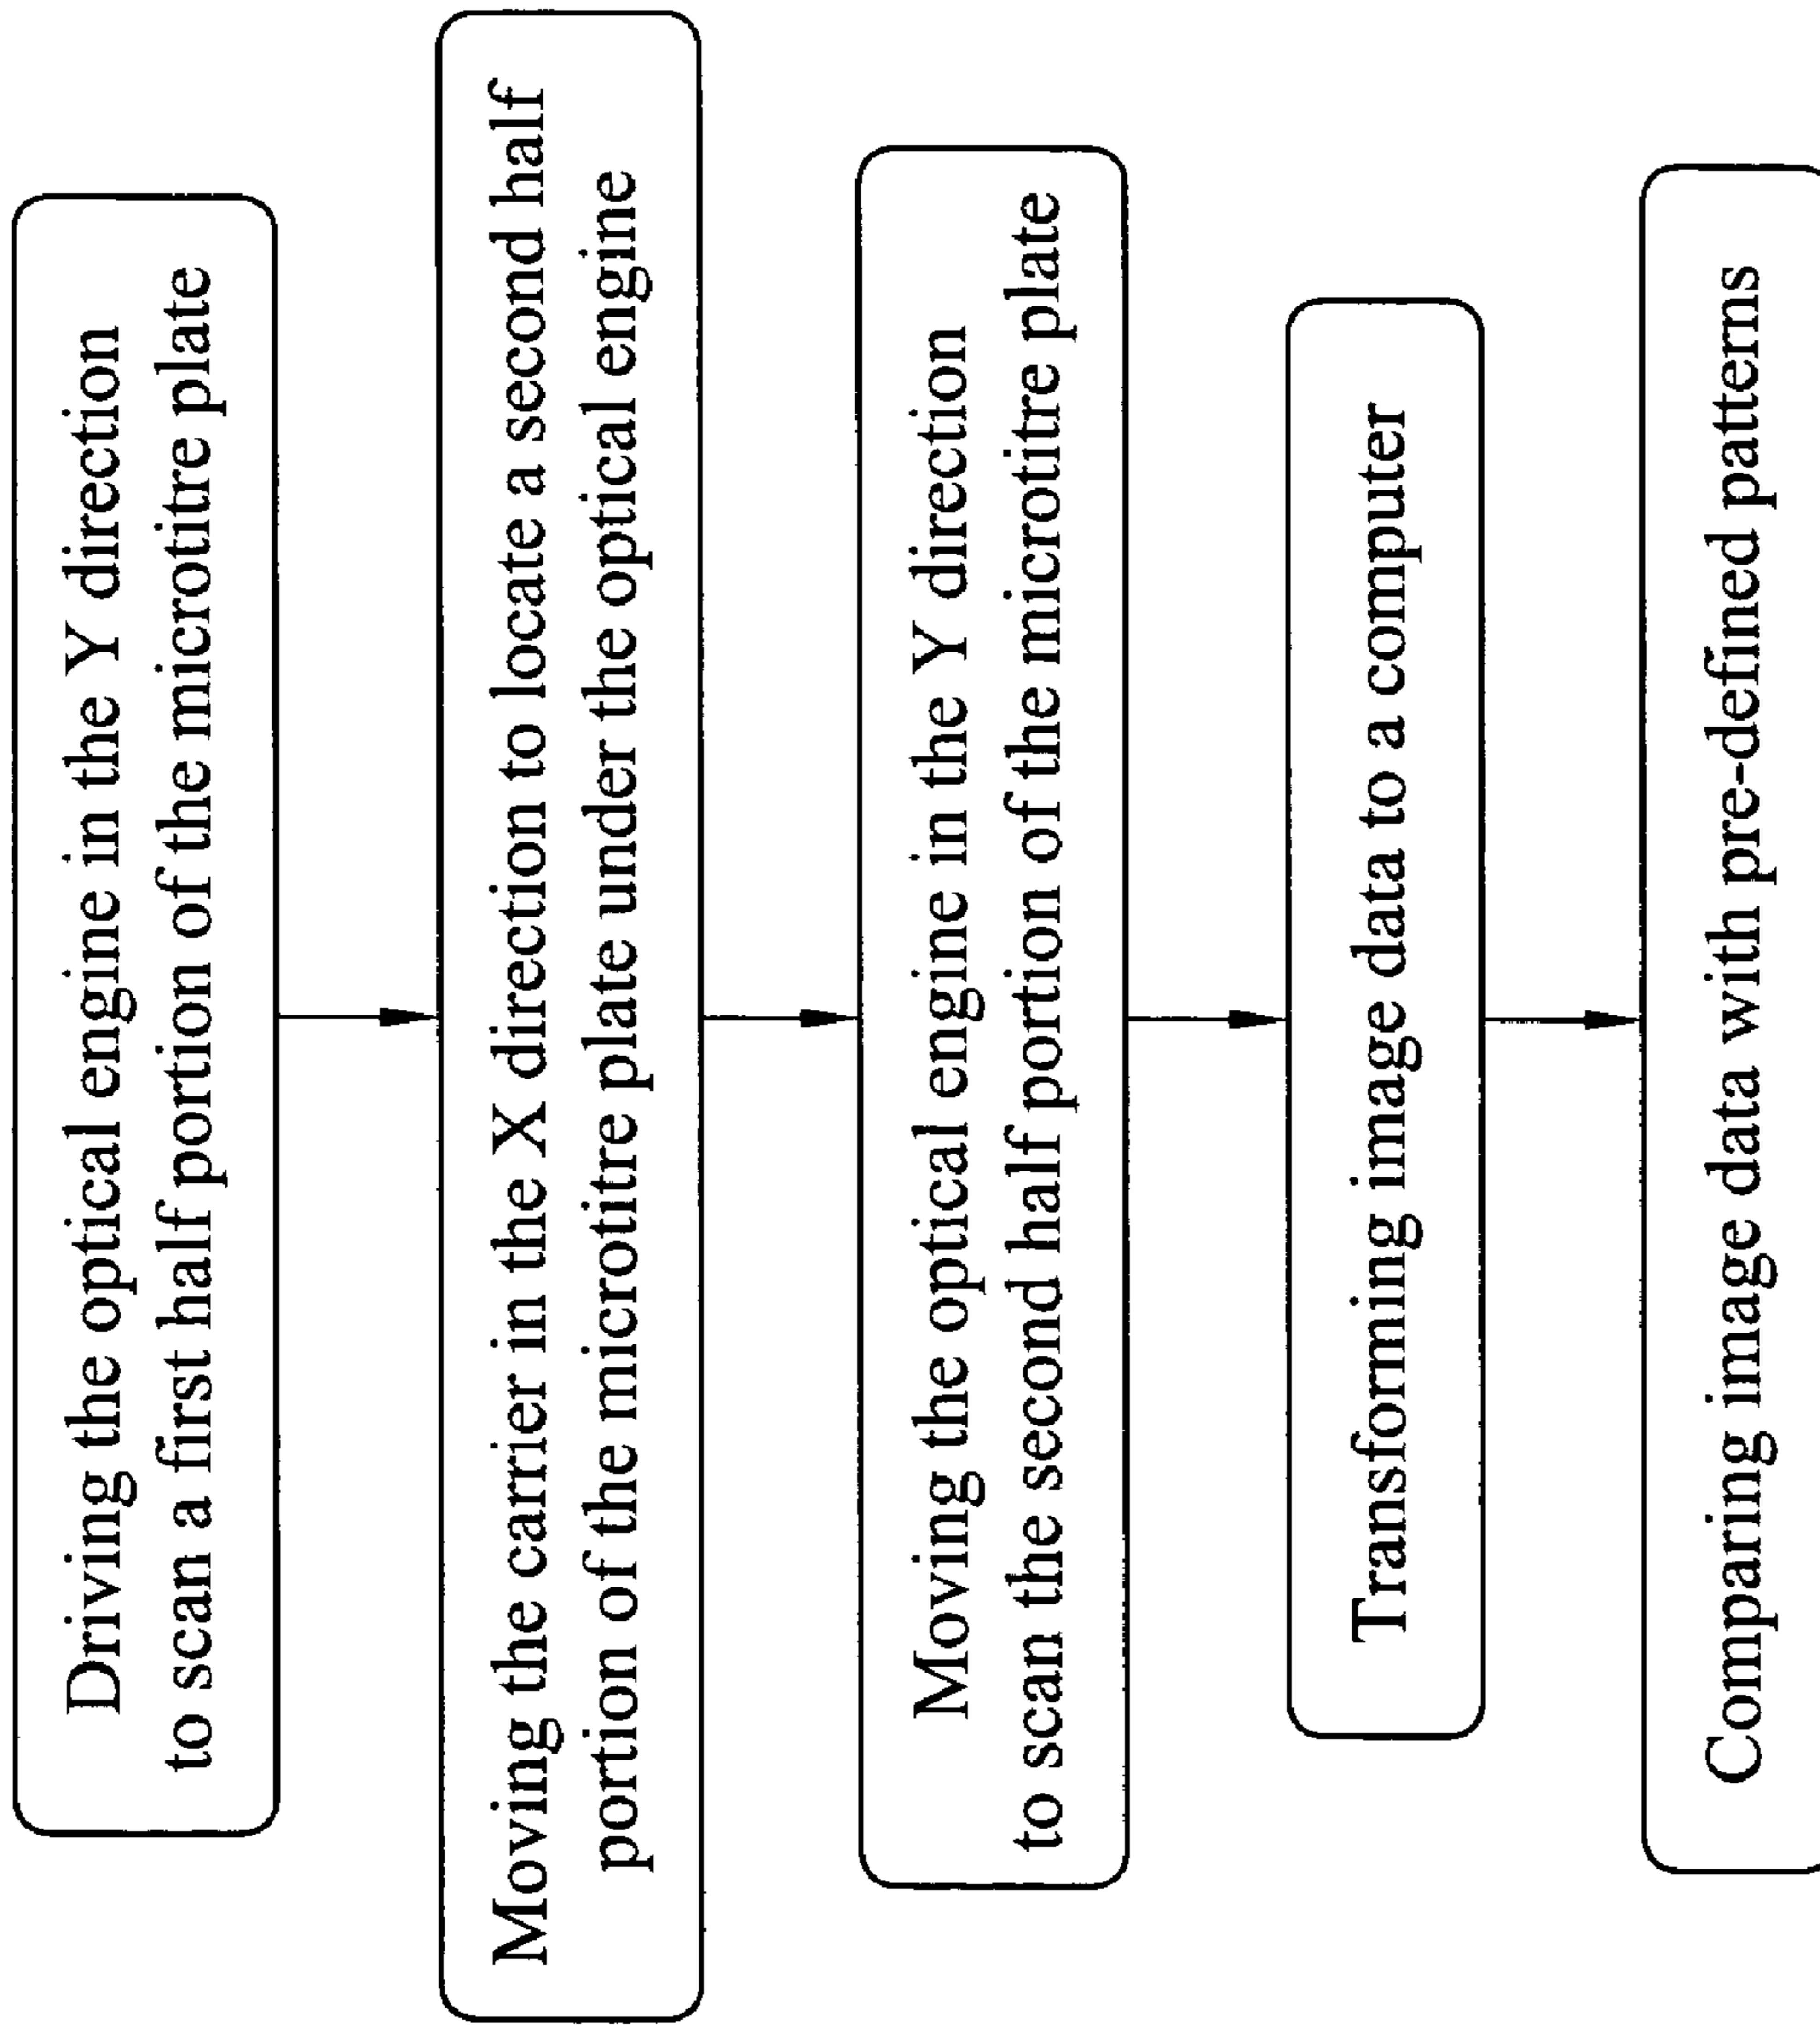 Driving the optical engine in the Y direction
to scan a first half portion of the microtitre plate
Moving the carrier in the X direction to locate a second half
portion of the microtitre plate under the optical engine
Moving the optical engine in the Y direction
to scan the second half portion of the microtitre plate
Transforming image data to a computer
Comparing image data with pre-defined patterns